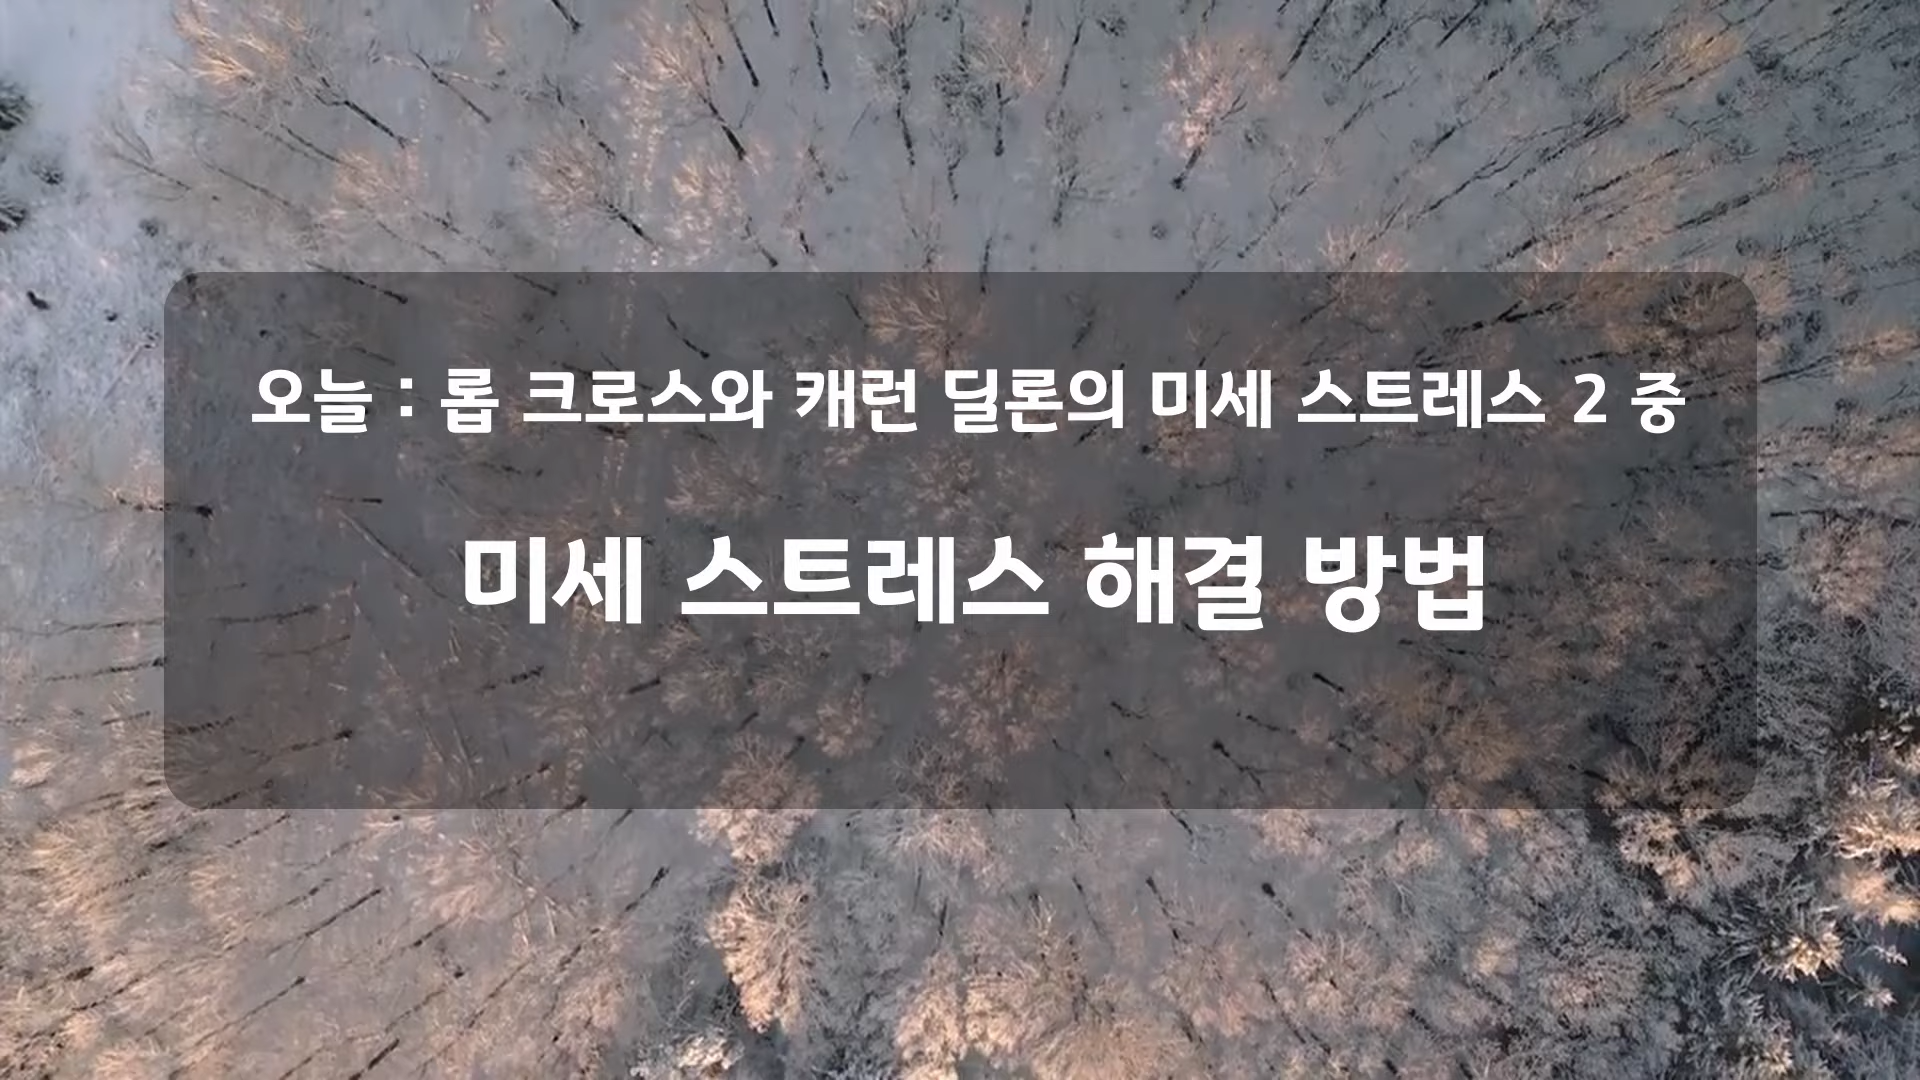 오늘 : 롭 크로스와 캐런 딜론의 미세 스트레스 2 중
미세 스트레스 해결 방법